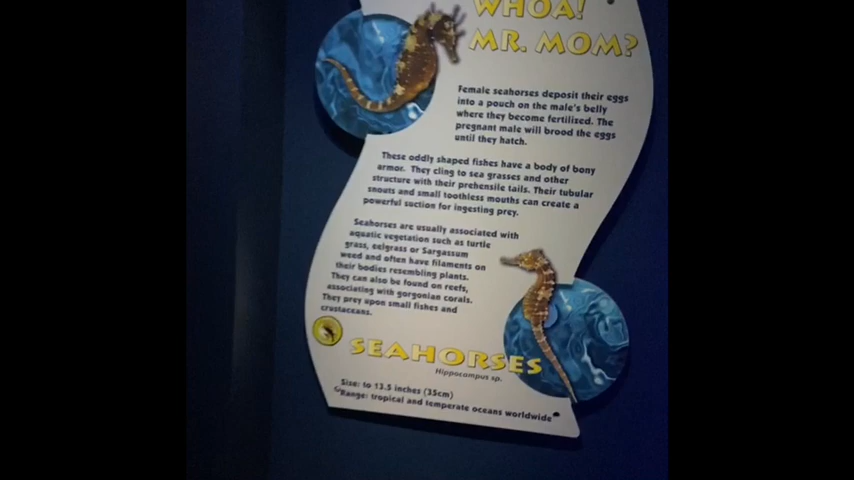 WHOA!
MR. MOM?
Female seahorses deposit their eggs
into a pouch on the male's belly
where they become fertilized. The
pregnant male will brood the eggs
until they hatch.
These oddly shaped fishes have a body of bony
armor. They cling to sea grasses and other
structure with their prehensile tails. Their tubular
snouts and small toothless mouths can create a
powerful suction for ingesting prey.
Seahorses are usually associated with
aquatic vegetation such as turtle
grass, eelgrass or Sargassum
weed and often have filaments on
their bodies resembling plants.
They can also be found on reefs,
associating with gorgonian corals.
They prey upon small fishes and
crustaceans.
SEAHORSES
Hippocampus sp.
Size: to 13.5 inches (35cm)
Range: tropical and temperate oceans worldwide